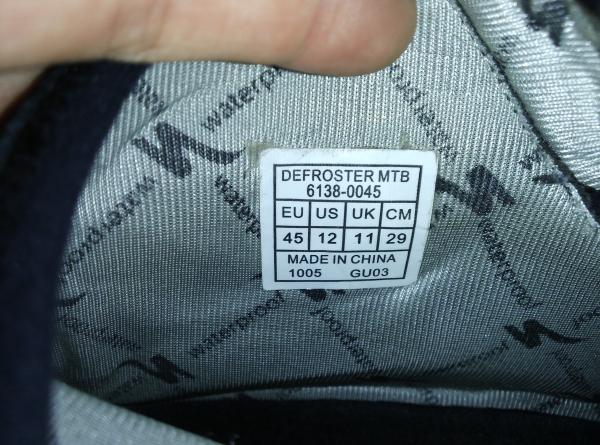 waterproof
DEFROSTER MTB
6138-0045
EU US UK CM
45 12 11 29
MADE IN CHINA
1005 GU03
waterproof
waterproof
waterproof